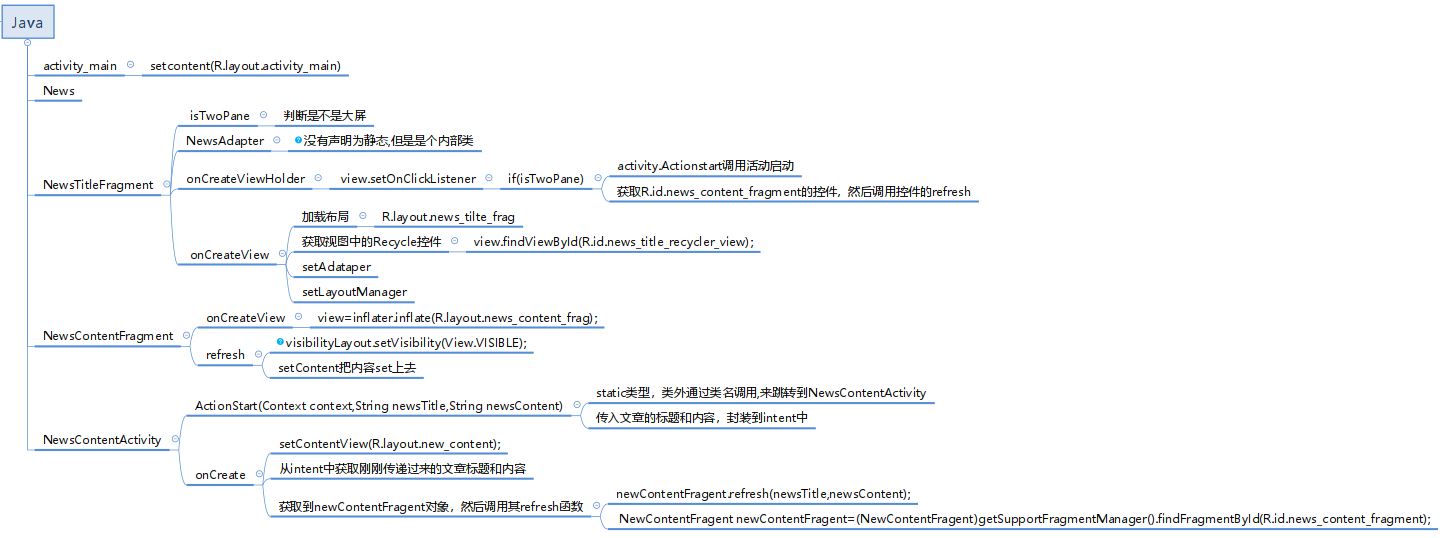 Java
activity_main
setcontent(R.layout.activity_main)
News
NewsTitleFragment
isTwoPane
判断是不是大屏
NewsAdapter
没有声明为静态,但是是个内部类
onCreateViewHolder
view.setOnClickListener
if(isTwoPane)
activity.Actionstart调用活动启动
获取R.id.news_content_fragment的控件，然后调用控件的refresh
onCreateView
加载布局
R.layout.news_tilte_frag
获取视图中的Recycle控件
view.findViewById(R.id.news_title_recycler_view);
setAdataper
setLayoutManager
NewsContentFragment
onCreateView
view=inflater.inflate(R.layout.news_content_frag);
refresh
visibilityLayout.setVisibility(View.VISIBLE);
setContent把内容set上去
NewsContentActivity
ActionStart(Context context,String newsTitle,String newsContent)
static类型，类外通过类名调用,来跳转到NewsContentActivity
传入文章的标题和内容，封装到intent中
onCreate
setContentView(R.layout.new_content);
从intent中获取刚刚传递过来的文章标题和内容
获取到newContentFragent对象，然后调用其refresh函数
newContentFragent.refresh(newsTitle,newsContent);
NewContentFragent newContentFragent=(NewContentFragent)getSupportFragmentManager().findFragmentById(R.id.news_content_fragment);